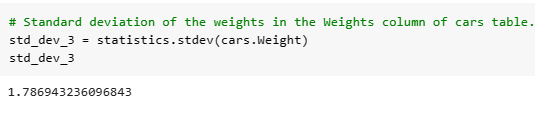 # Standard deviation of the weights in the Weights column of cars table.
std_dev_3 = statistics.stdev(cars.Weight)
std_dev_3
1.786943236096843